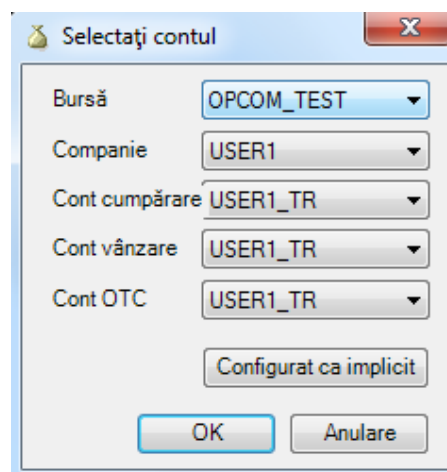 Selectaţi contul
Bursă OPCOM_TEST
Companie USER1
Cont cumpărare USER1_TR
Cont vânzare USER1_TR
Cont OTC USER1_TR
Configurat ca implicit
OK Anulare